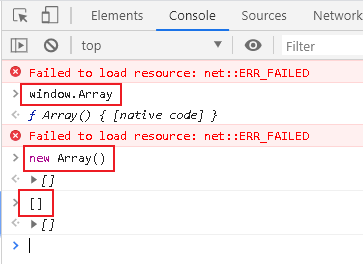 Elements Console Sources
top Filter
Failed to load resource: net::ERR_FAILED
window.Array
ƒ Array() { [native code] }
Failed to load resource: net::ERR_FAILED
new Array()
[]
[]
[]